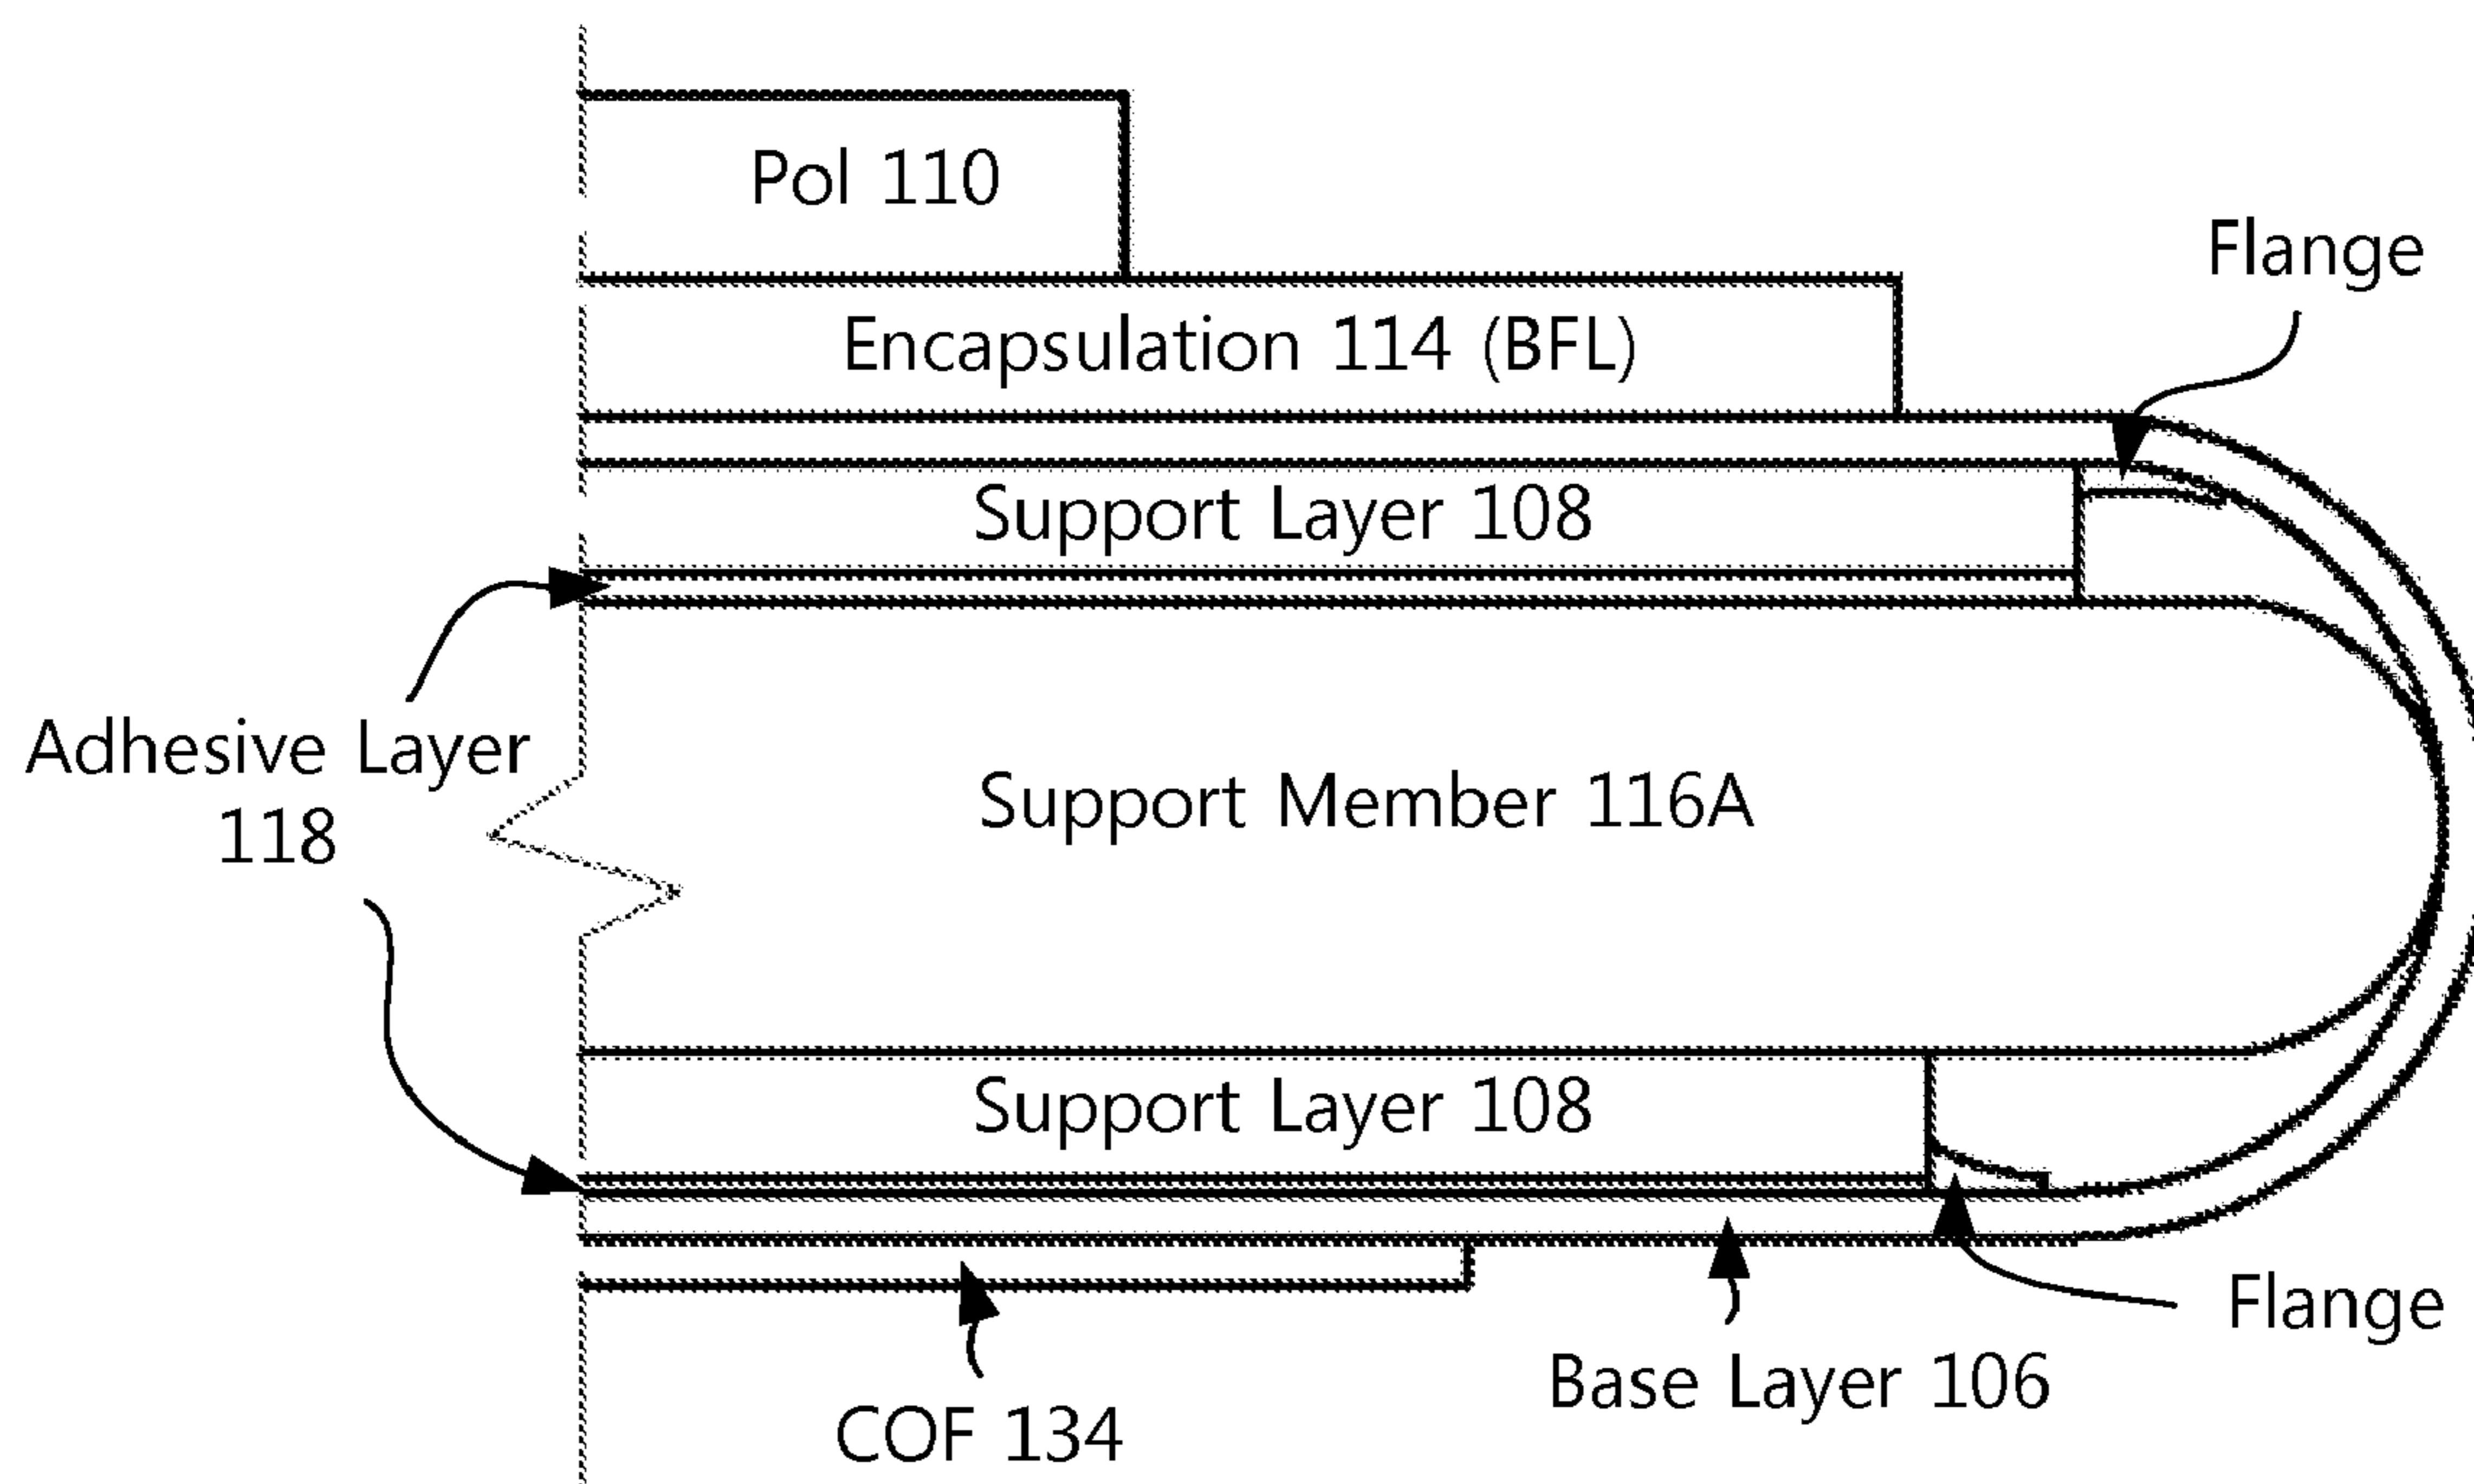 Pol 110
Flange
Encapsulation 114 (BFL)
Support Layer 108
Adhesive Layer
118
Support Member 116A
Support Layer 108
Flange
Base Layer 106
COF 134